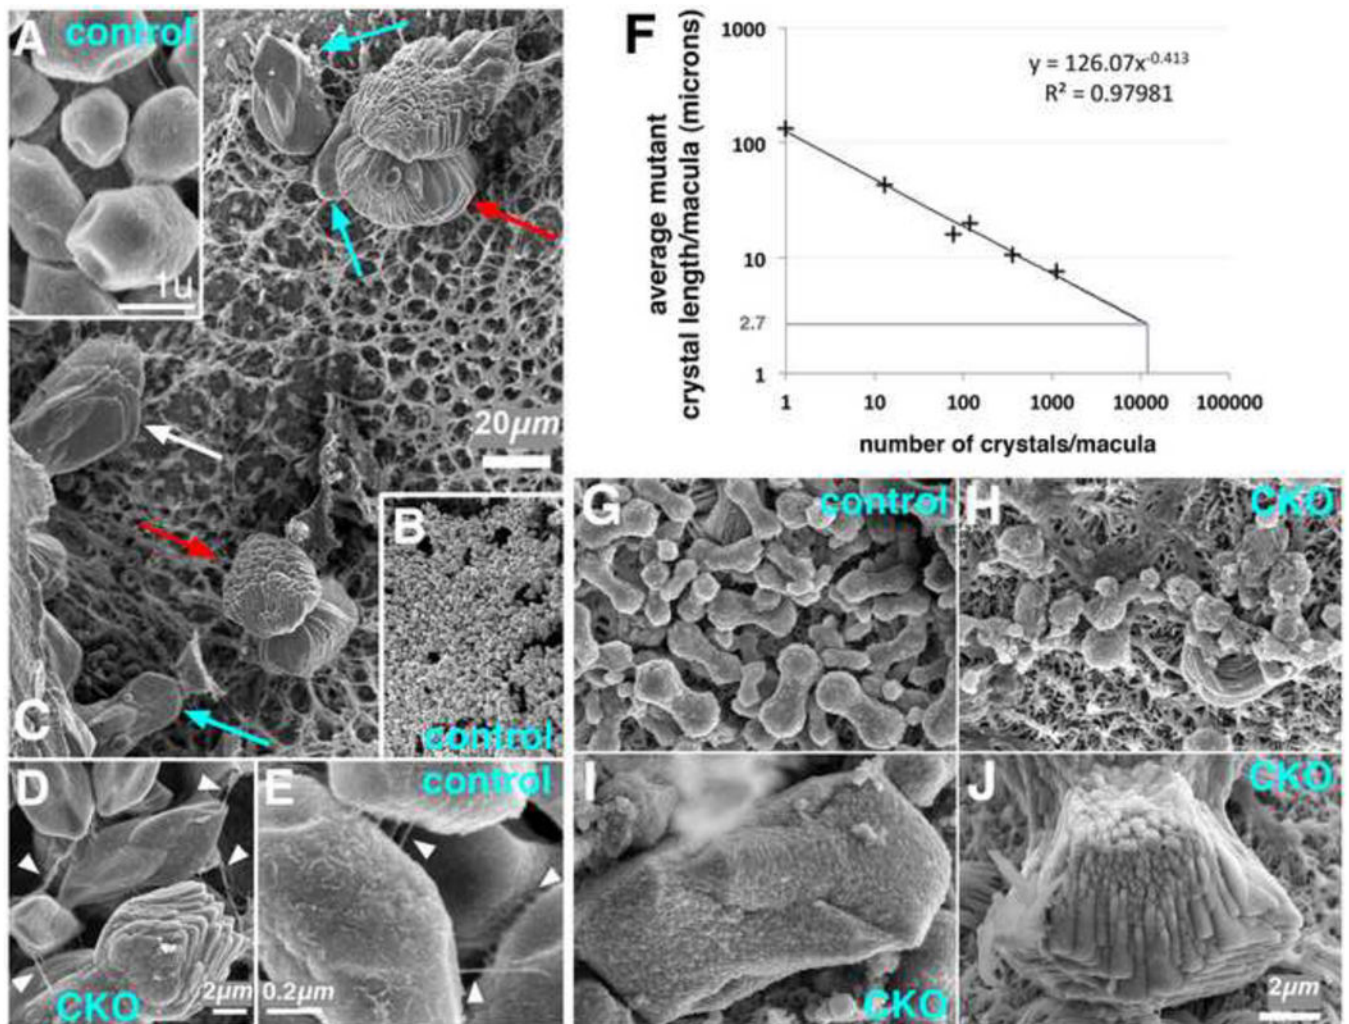 A control
1u
20µm
B
control
C
D
CKO
2µm
E control
0.2µm
F
average mutant
crystal length/macula (microns)
1000
100
10
2.7
1
y = 126.07x^-0.413
R² = 0.97981
1 10 100 1000 10000 100000
number of crystals/macula
G control
H CKO
I
CKO
J CKO
2µm